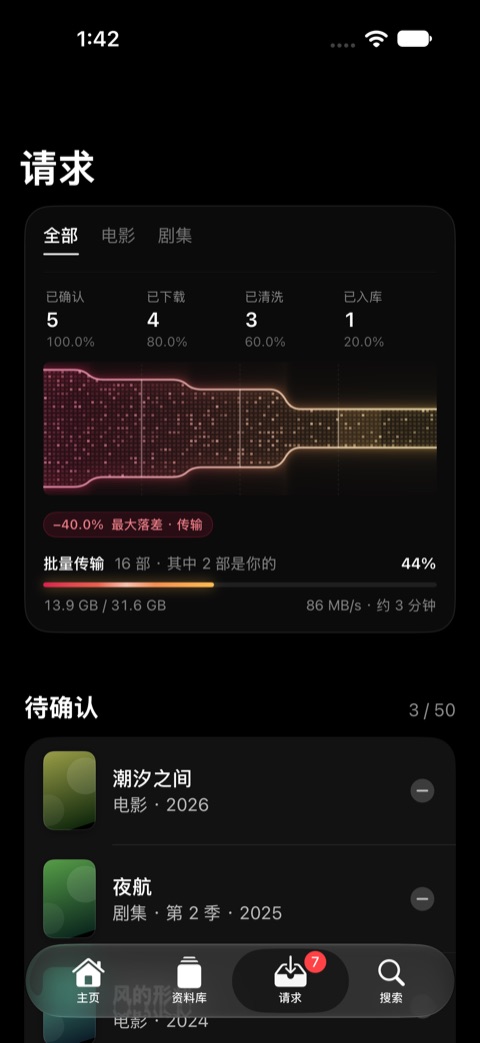 1:42
请求
全部 电影 剧集
已确认 已下载 已清洗 已入库
5 4 3 1
100.0% 80.0% 60.0% 20.0%
−40.0% 最大落差 · 传输
批量传输 16 部 · 其中 2 部是你的 44%
13.9 GB / 31.6 GB 86 MB/s · 约 3 分钟
待确认 3 / 50
潮汐之间
电影 · 2026
夜航
剧集 · 第 2 季 · 2025
风的形
7
主页 资料库 请求 搜索
电影 · 2024